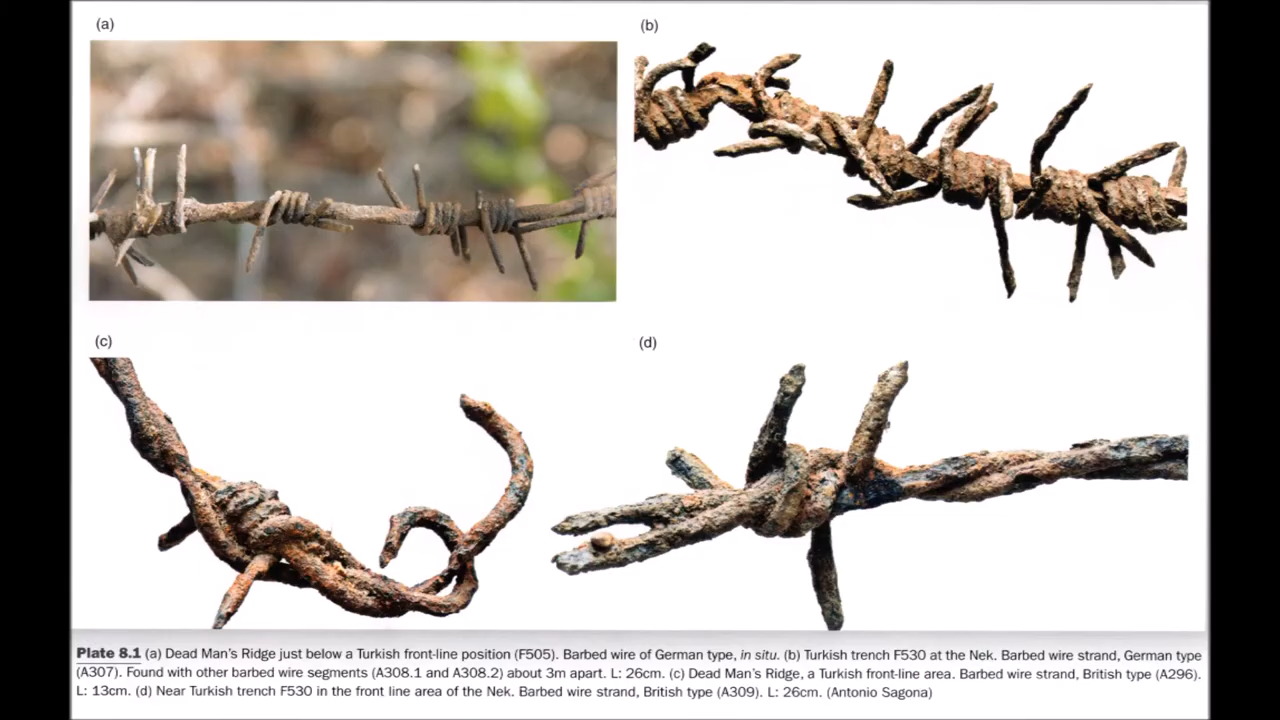 (a)
(b)
(c)
(d)
Plate 8.1 (a) Dead Man's Ridge just below a Turkish front-line position (F505). Barbed wire of German type, in situ. (b) Turkish trench F530 at the Nek. Barbed wire strand, German type
(A307). Found with other barbed wire segments (A308.1 and A308.2) about 3m apart. L: 26cm. (c) Dead Man's Ridge, a Turkish front-line area. Barbed wire strand, British type (A296).
L: 13cm. (d) Near Turkish trench F530 in the front line area of the Nek. Barbed wire strand, British type (A309). L: 26cm. (Antonio Sagona)